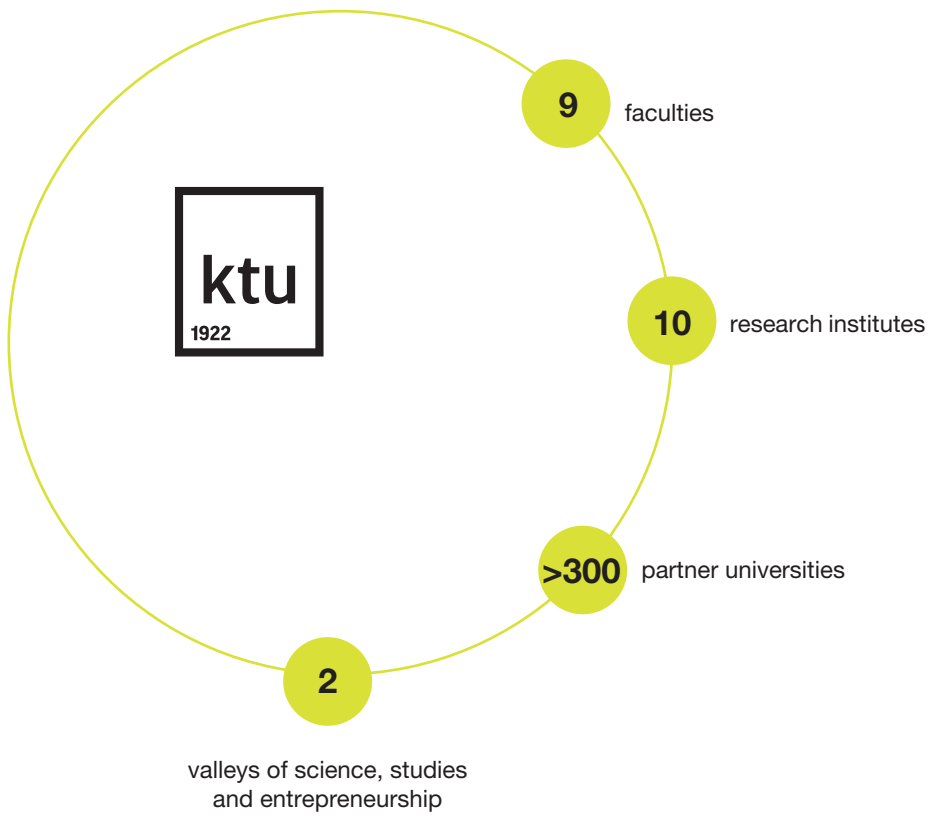 9
faculties
ktu
1922
10
research institutes
>300
partner universities
2
valleys of science, studies
and entrepreneurship